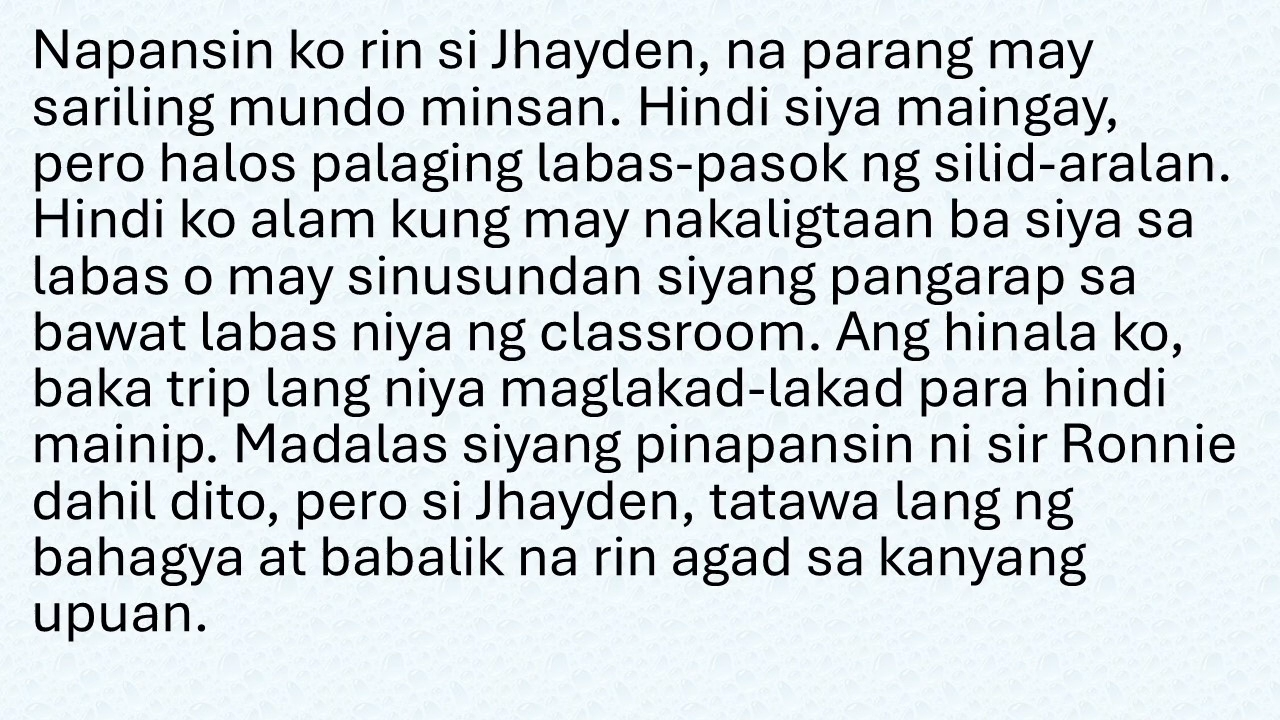 Napansin ko rin si Jhayden, na parang may
sariling mundo minsan. Hindi siya maingay,
pero halos palaging labas-pasok ng silid-aralan.
Hindi ko alam kung may nakaligtaan ba siya sa
labas o may sinusundan siyang pangarap sa
bawat labas niya ng classroom. Ang hinala ko,
baka trip lang niya maglakad-lakad para hindi
mainip. Madalas siyang pinapansin ni sir Ronnie
dahil dito, pero si Jhayden, tatawa lang ng
bahagya at babalik na rin agad sa kanyang
upuan.